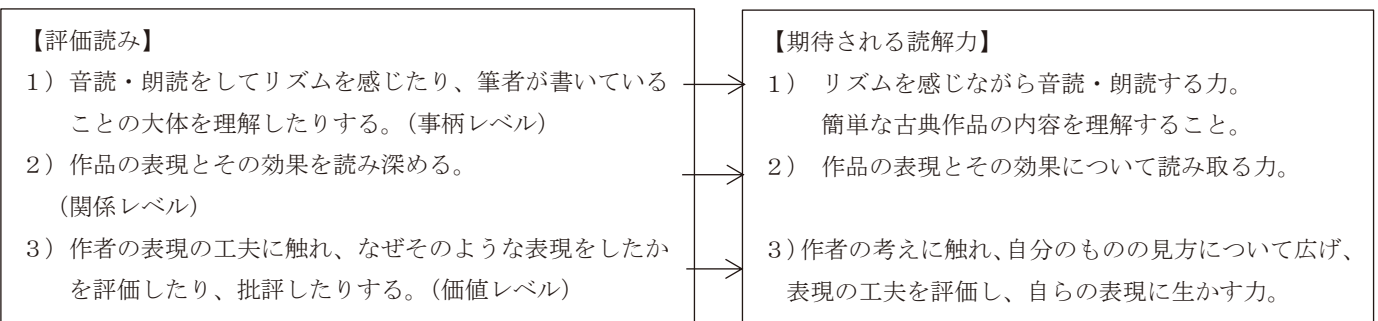 【評価読み】
1）音読・朗読をしてリズムを感じたり、筆者が書いている
ことの大体を理解したりする。（事柄レベル）
2）作品の表現とその効果を読み深める。
（関係レベル）
3）作者の表現の工夫に触れ、なぜそのような表現をしたか
を評価したり、批評したりする。（価値レベル）
【期待される読解力】
1） リズムを感じながら音読・朗読する力。
簡単な古典作品の内容を理解すること。
2） 作品の表現とその効果について読み取る力。
3）作者の考えに触れ、自分のものの見方について広げ、
表現の工夫を評価し、自らの表現に生かす力。